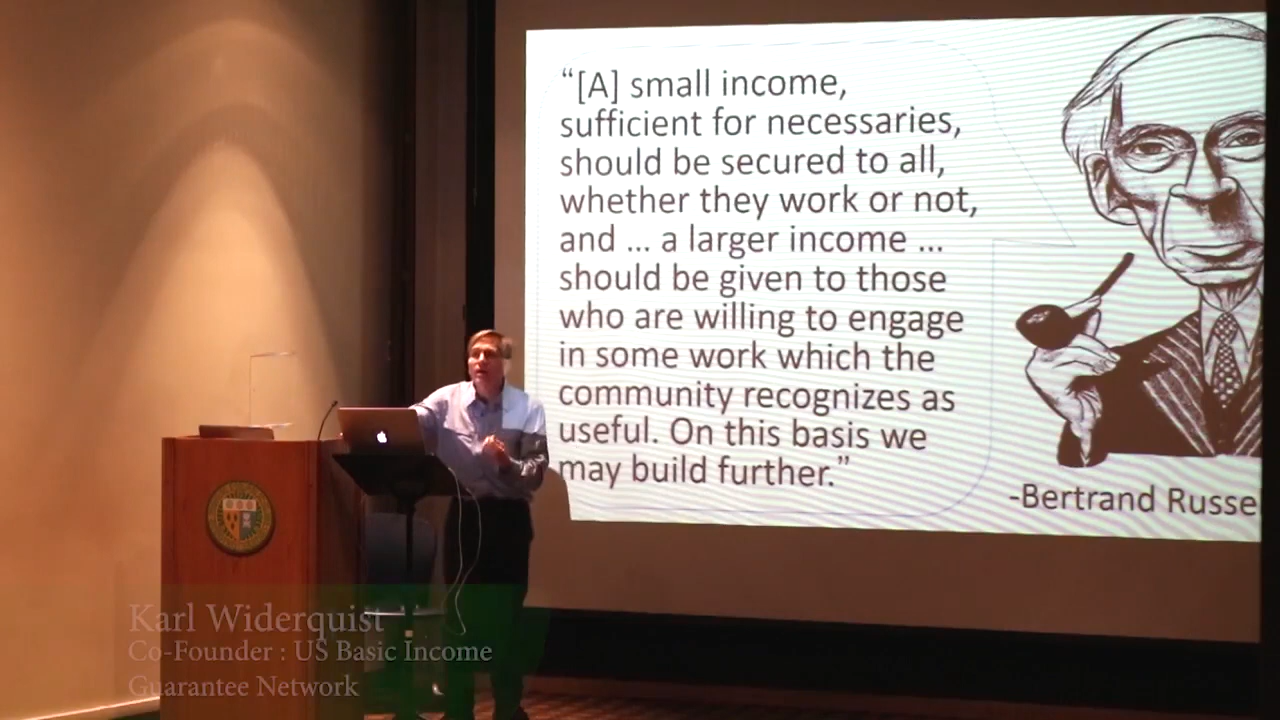 “[A] small income,
sufficient for necessaries,
should be secured to all,
whether they work or not,
and ... a larger income ...
should be given to those
who are willing to engage
in some work which the
community recognizes as
useful. On this basis we
may build further.”
-Bertrand Russe
Karl Widerquist
Co-Founder : US Basic Income
Guarantee Network